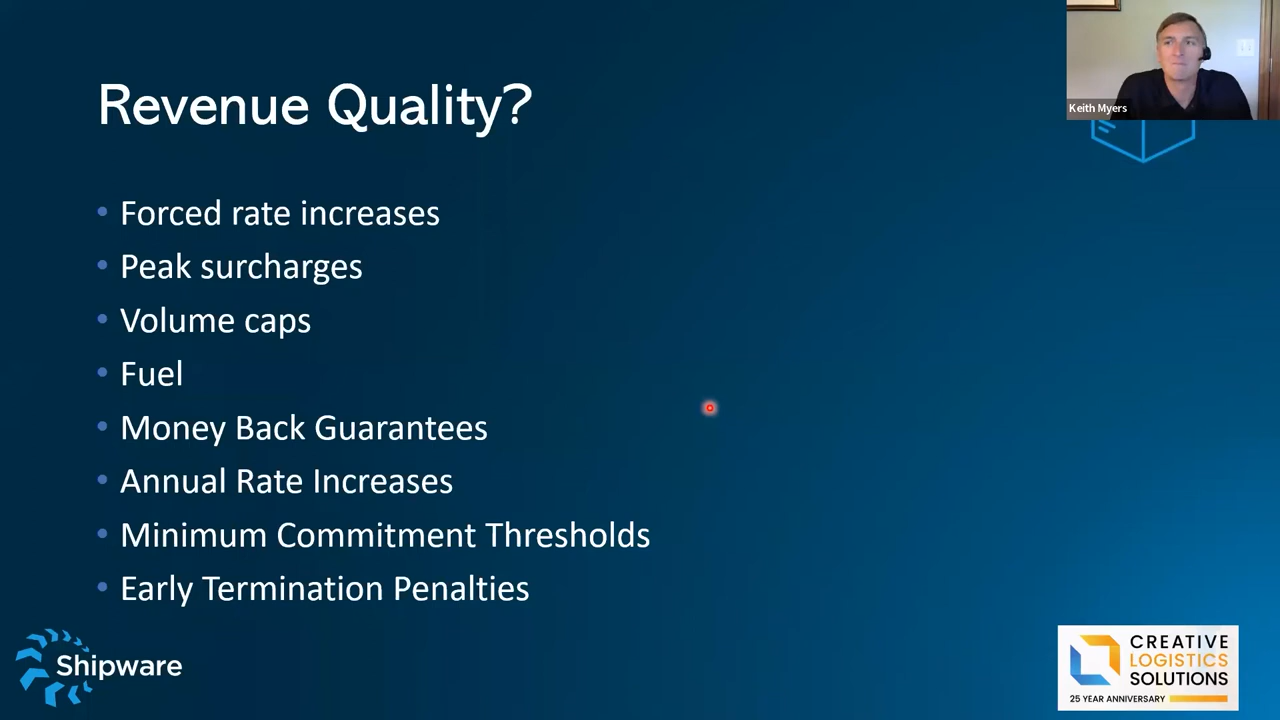 Revenue Quality?
Keith Myers
• Forced rate increases
• Peak surcharges
• Volume caps
• Fuel
• Money Back Guarantees
• Annual Rate Increases
• Minimum Commitment Thresholds
• Early Termination Penalties
Shipware
CREATIVE
LOGISTICS
SOLUTIONS
25 YEAR ANNIVERSARY